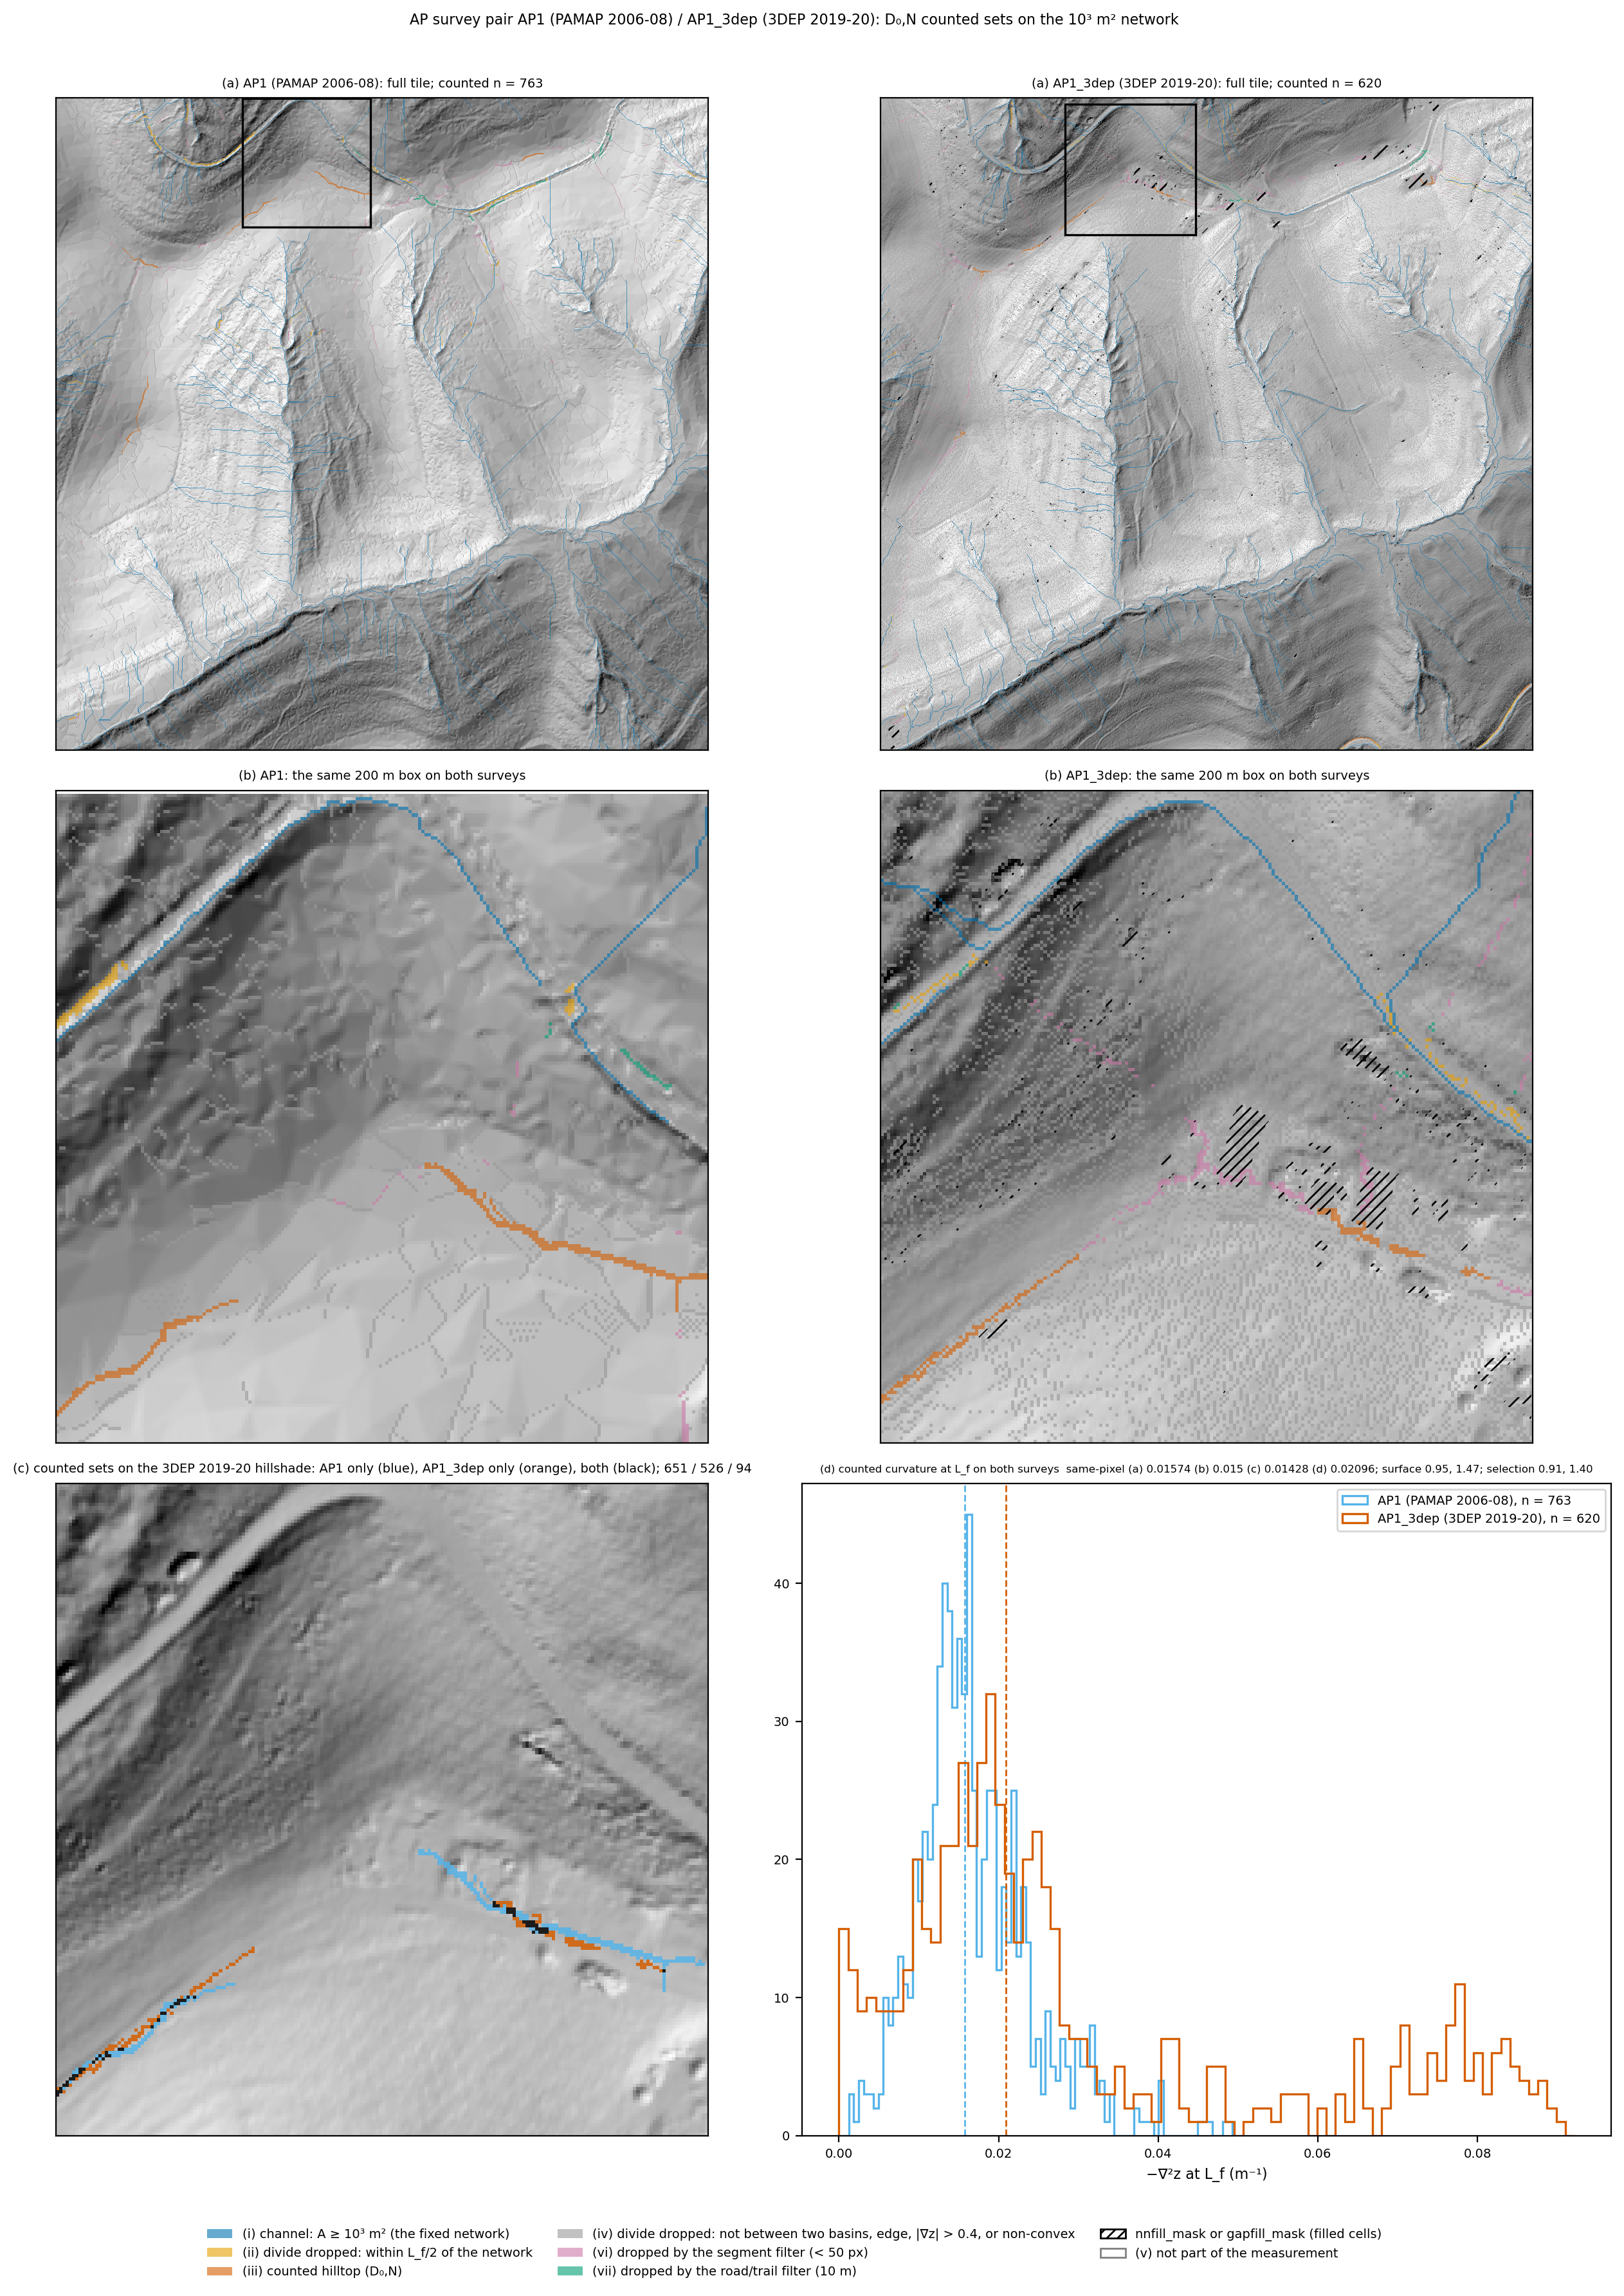 AP survey pair AP1 (PAMAP 2006-08) / AP1_3dep (3DEP 2019-20): D₀,N counted sets on the 10³ m² network
(a) AP1 (PAMAP 2006-08): full tile; counted n = 763
(a) AP1_3dep (3DEP 2019-20): full tile; counted n = 620
(b) AP1: the same 200 m box on both surveys
(b) AP1_3dep: the same 200 m box on both surveys
(c) counted sets on the 3DEP 2019-20 hillshade: AP1 only (blue), AP1_3dep only (orange), both (black); 651 / 526 / 94
(d) counted curvature at L_f on both surveys  same-pixel (a) 0.01574 (b) 0.015 (c) 0.01428 (d) 0.02096; surface 0.95, 1.47; selection 0.91, 1.40
AP1 (PAMAP 2006-08), n = 763
AP1_3dep (3DEP 2019-20), n = 620
40
30
20
10
0
0.00 0.02 0.04 0.06 0.08
−∇²z at L_f (m⁻¹)
(i) channel: A ≥ 10³ m² (the fixed network)
(ii) divide dropped: within L_f/2 of the network
(iii) counted hilltop (D₀,N)
(iv) divide dropped: not between two basins, edge, |∇z| > 0.4, or non-convex
(vi) dropped by the segment filter (< 50 px)
(vii) dropped by the road/trail filter (10 m)
nnfill_mask or gapfill_mask (filled cells)
(v) not part of the measurement